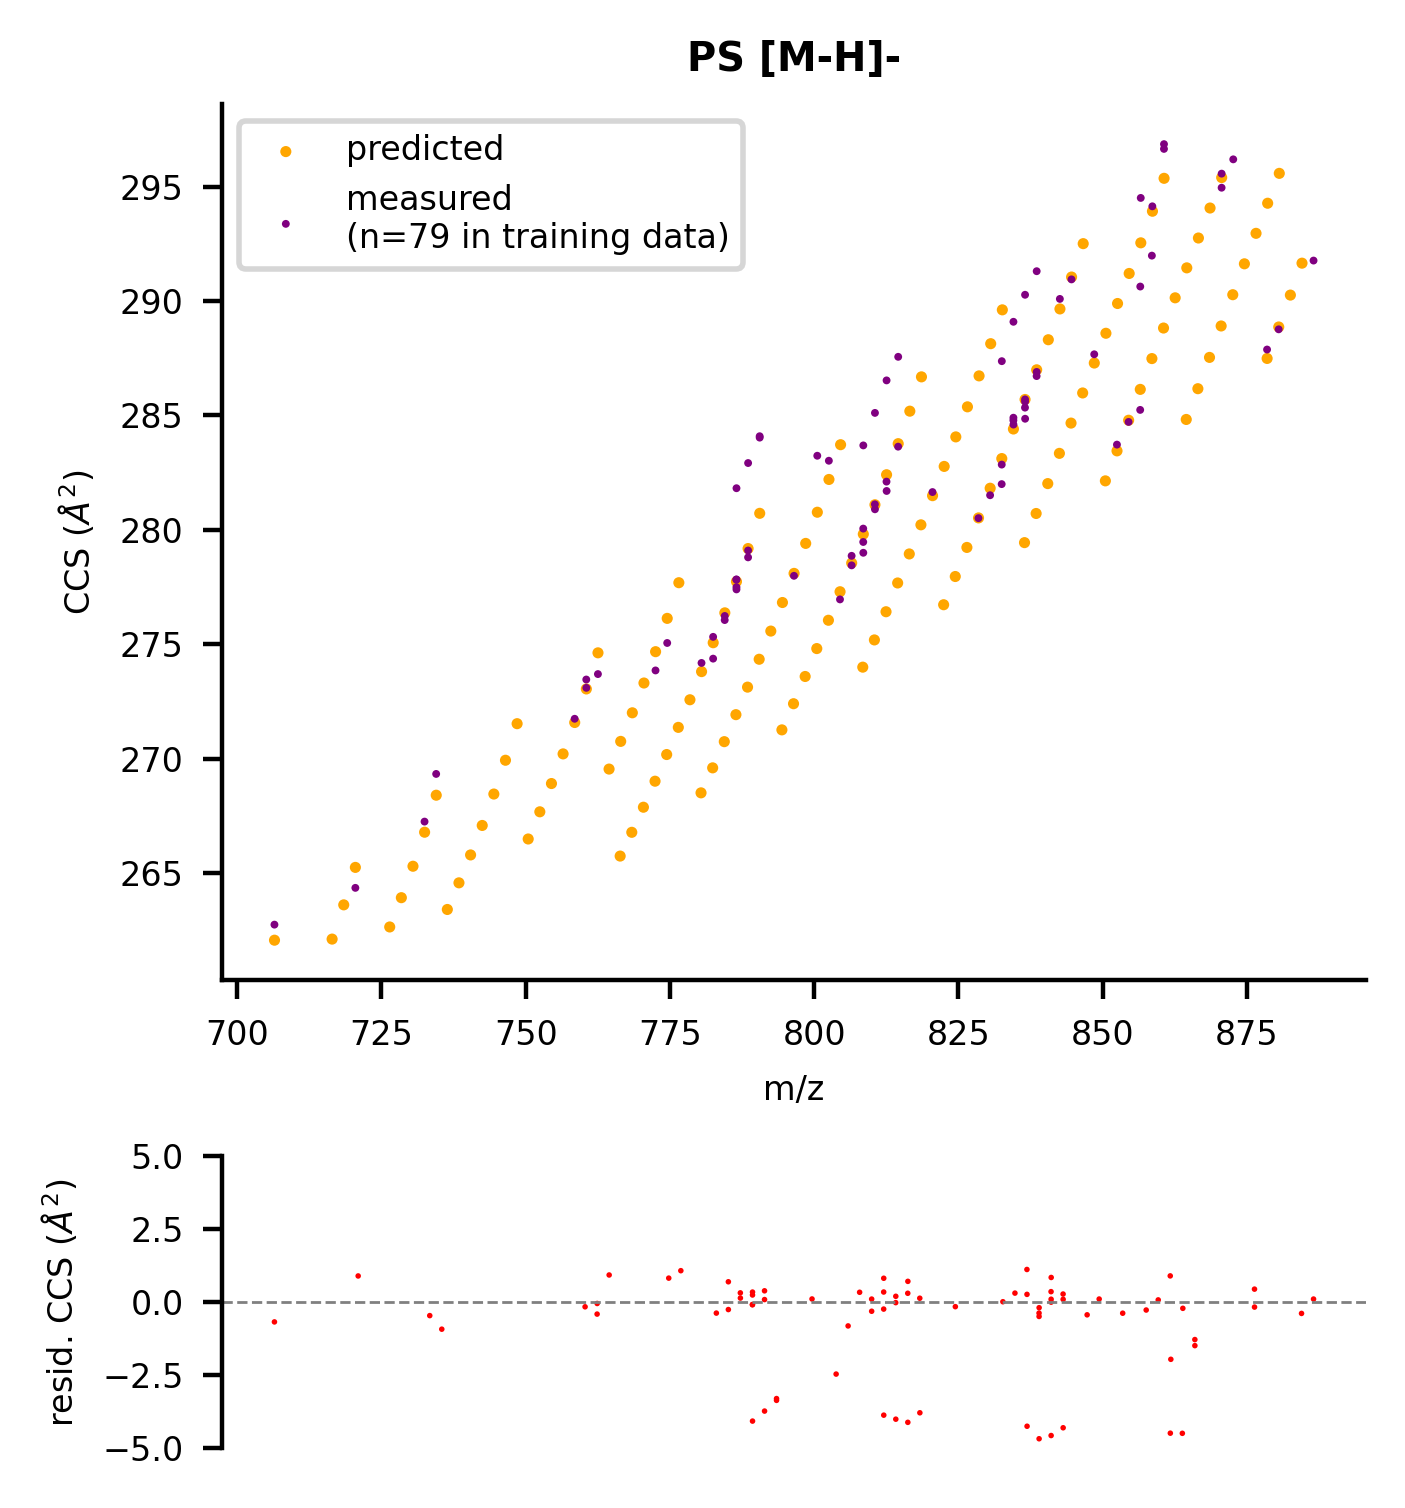 PS [M-H]-
predicted
measured
(n=79 in training data)
295
290
285
280
275
270
265
CCS (Å²)
700 725 750 775 800 825 850 875
m/z
5.0
2.5
0.0
−2.5
−5.0
resid. CCS (Å²)